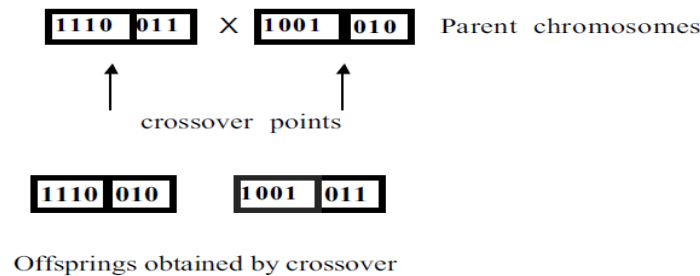 1110 011 X 1001 010 Parent chromosomes
crossover points
1110 010 1001 011
Offsprings obtained by crossover